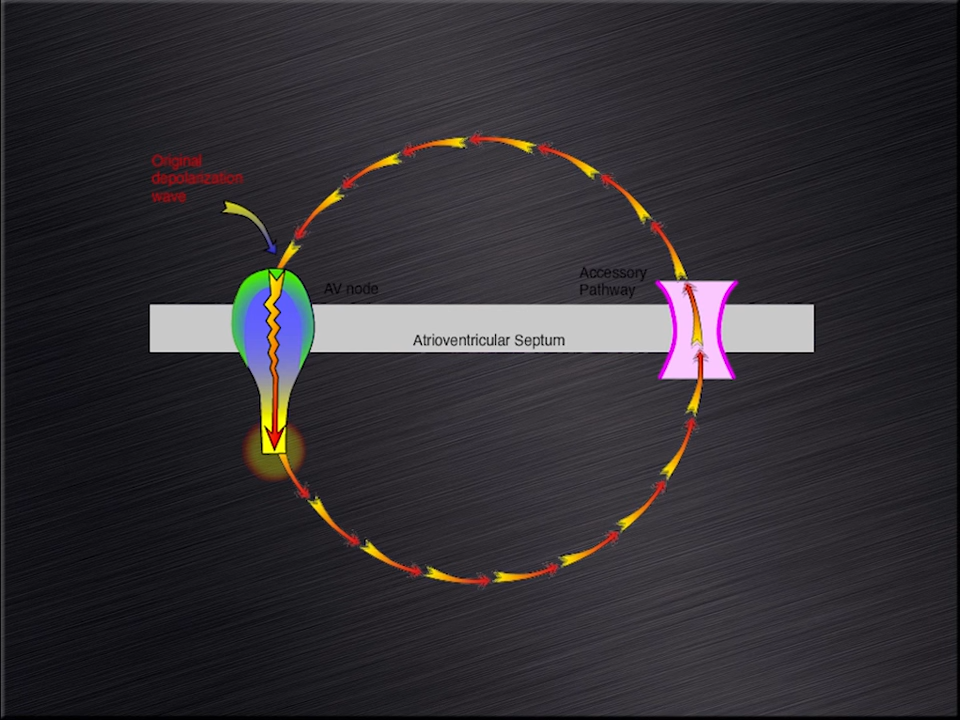 Original
depolarization
wave
AV node
Accessory
Pathway
Atrioventricular Septum